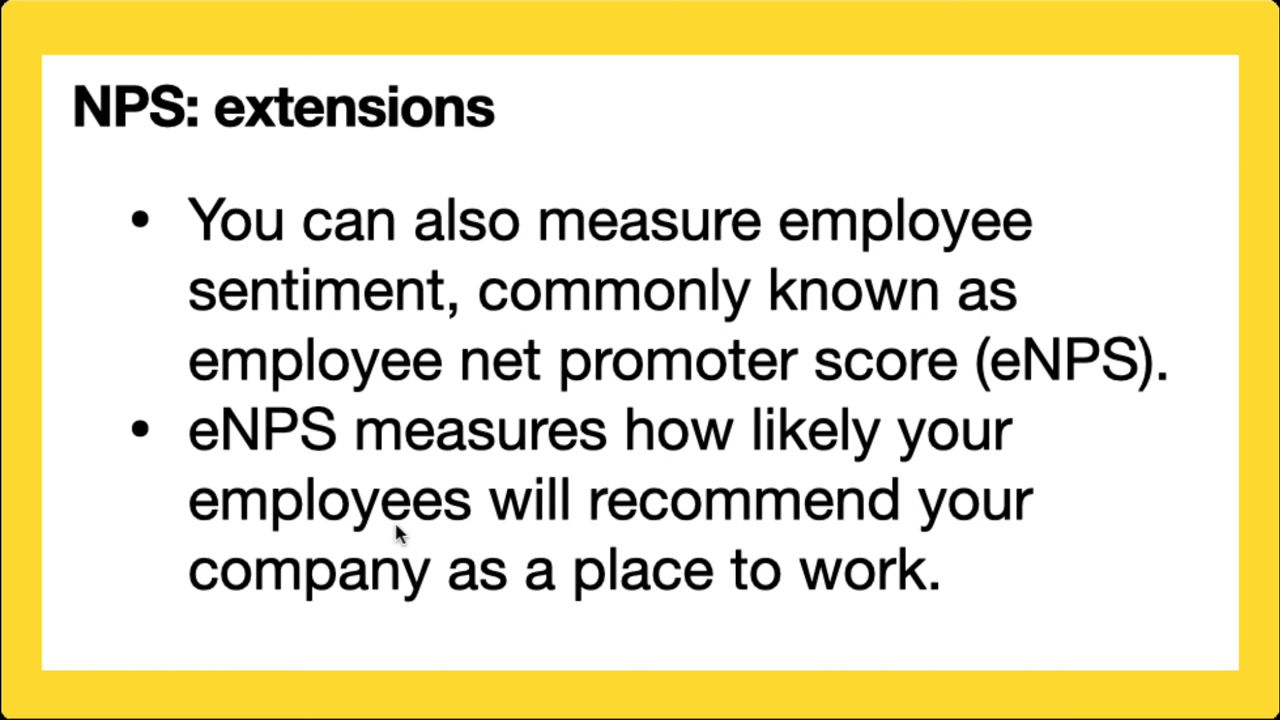 NPS: extensions
• You can also measure employee
sentiment, commonly known as
employee net promoter score (eNPS).
• eNPS measures how likely your
employees will recommend your
company as a place to work.